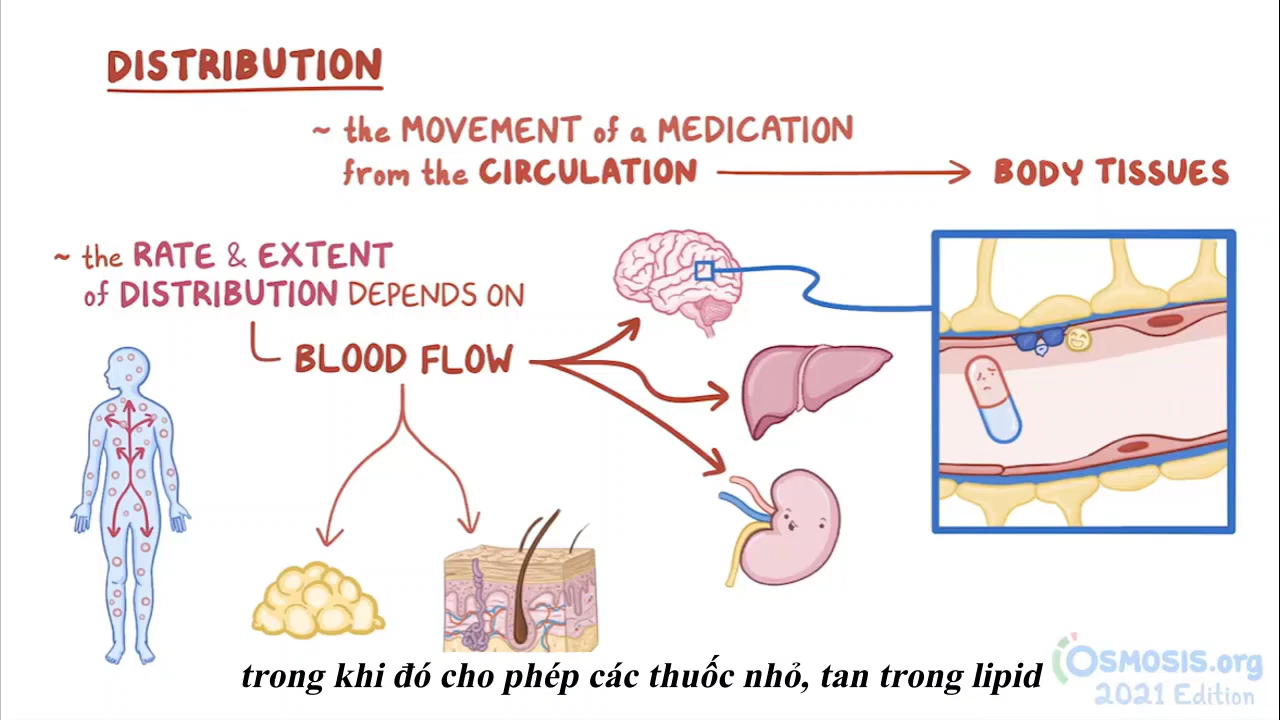 DISTRIBUTION
~ the MOVEMENT of a MEDICATION
from the CIRCULATION → BODY TISSUES
~ the RATE & EXTENT
of DISTRIBUTION DEPENDS ON
BLOOD FLOW
trong khi đó cho phép các thuốc nhỏ, tan trong lipid
OSMOSIS.org
2021 Edition